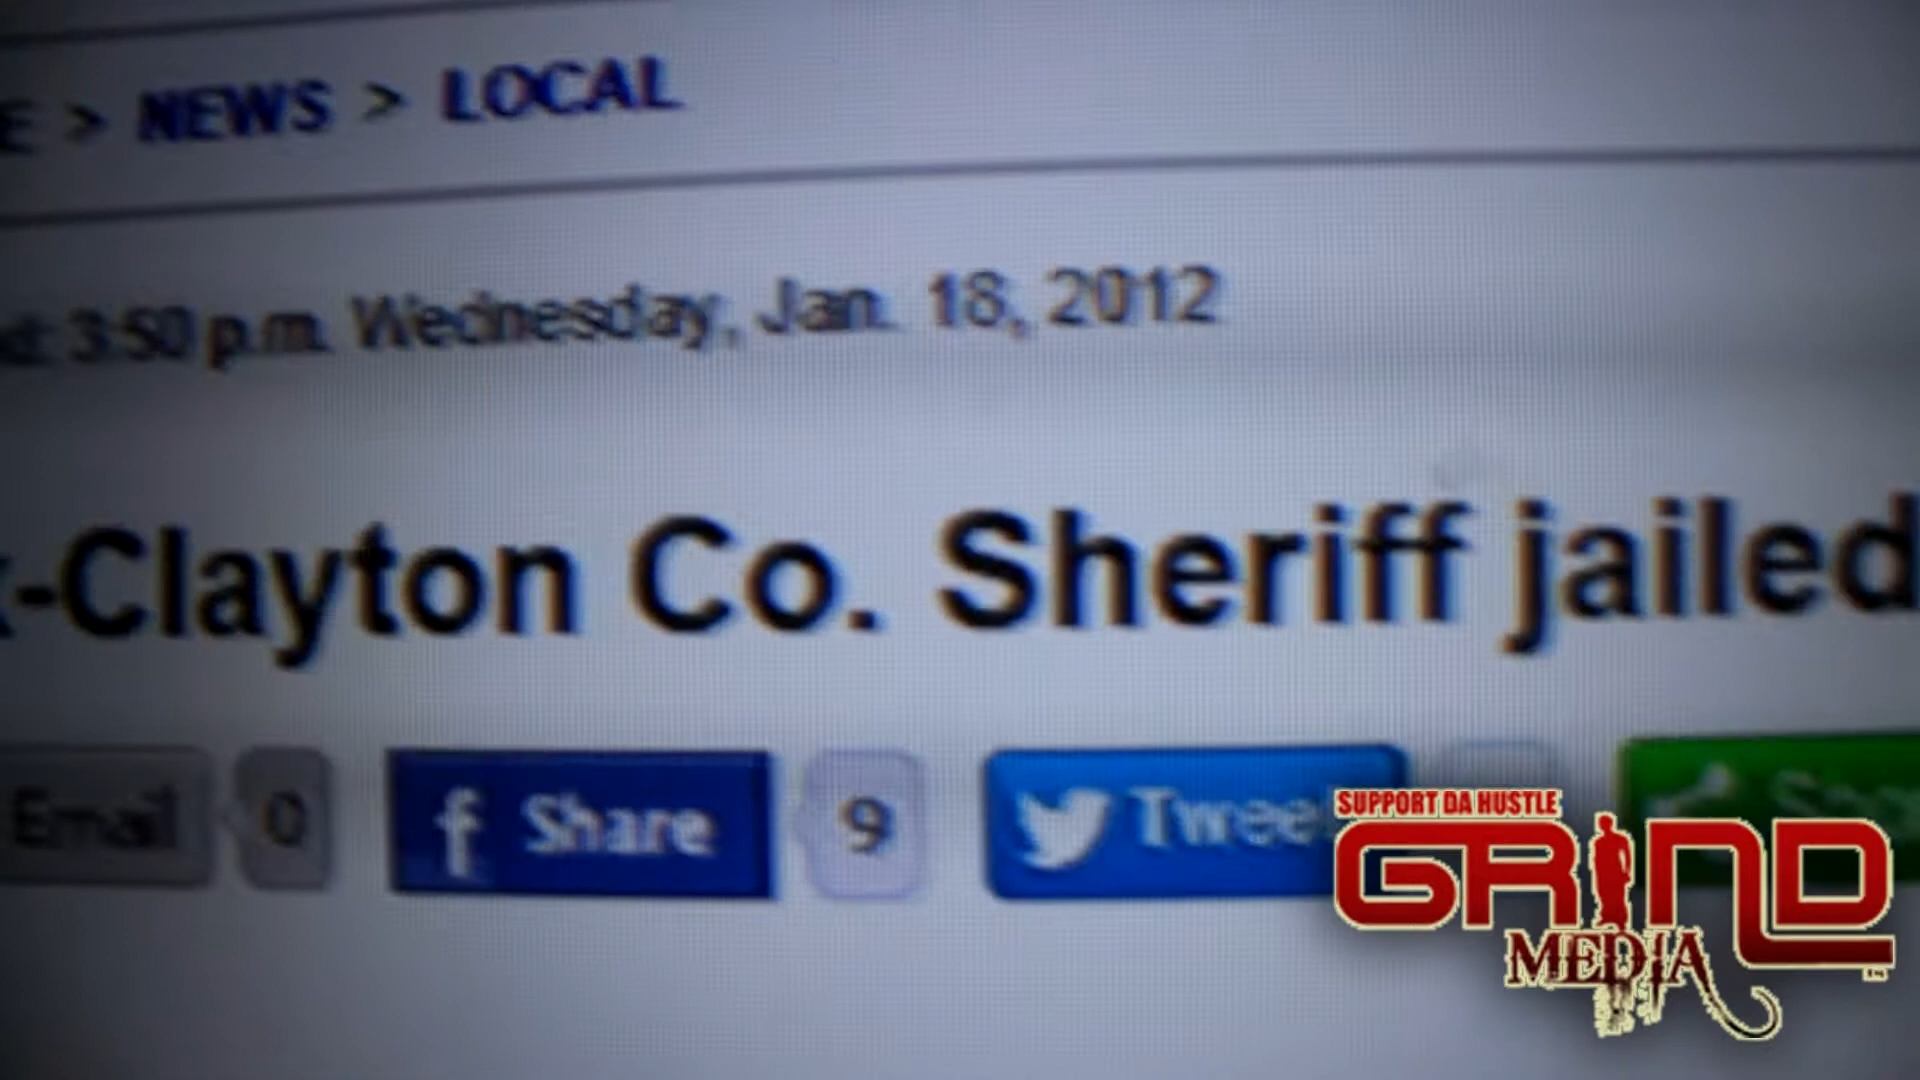 > NEWS > LOCAL
3:50 p.m. Wednesday, Jan. 18, 2012
-Clayton Co. Sheriff jailed
Email 0 f Share 9 Tweet
SUPPORT DA HUSTLE
GRIND
MEDIA